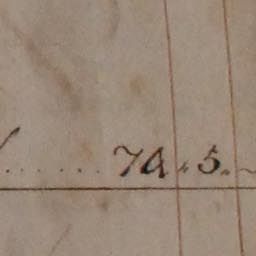 ....... 74 . 5 . ~